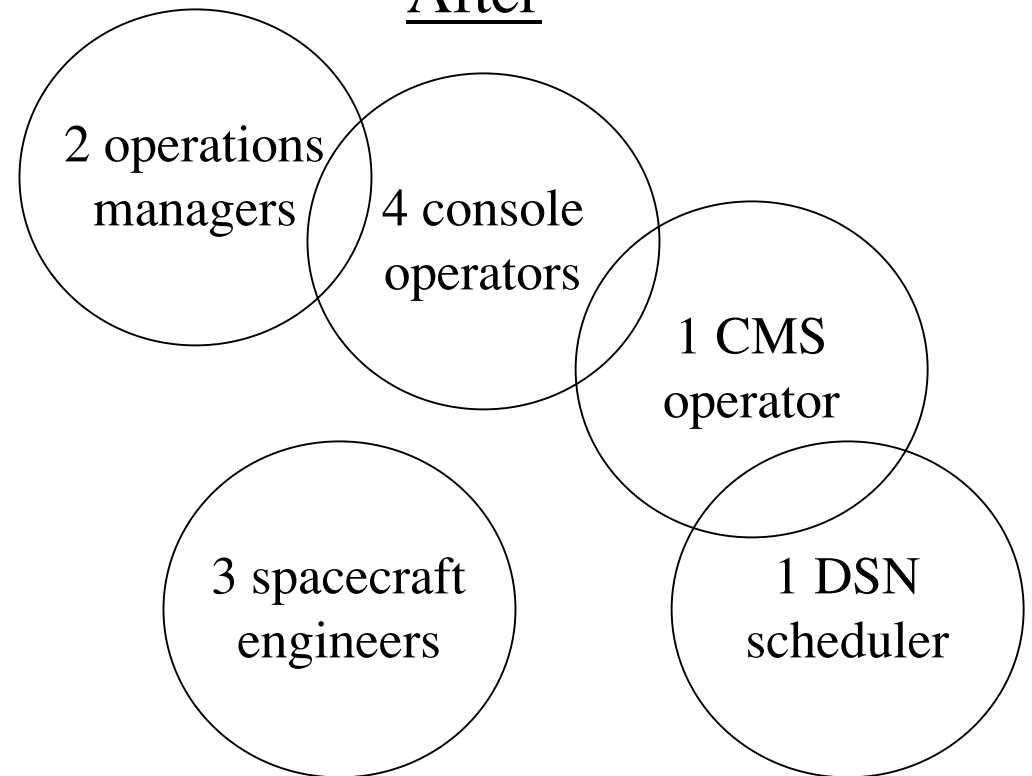 After
2 operations
managers
4 console
operators
1 CMS
operator
3 spacecraft
engineers
1 DSN
scheduler